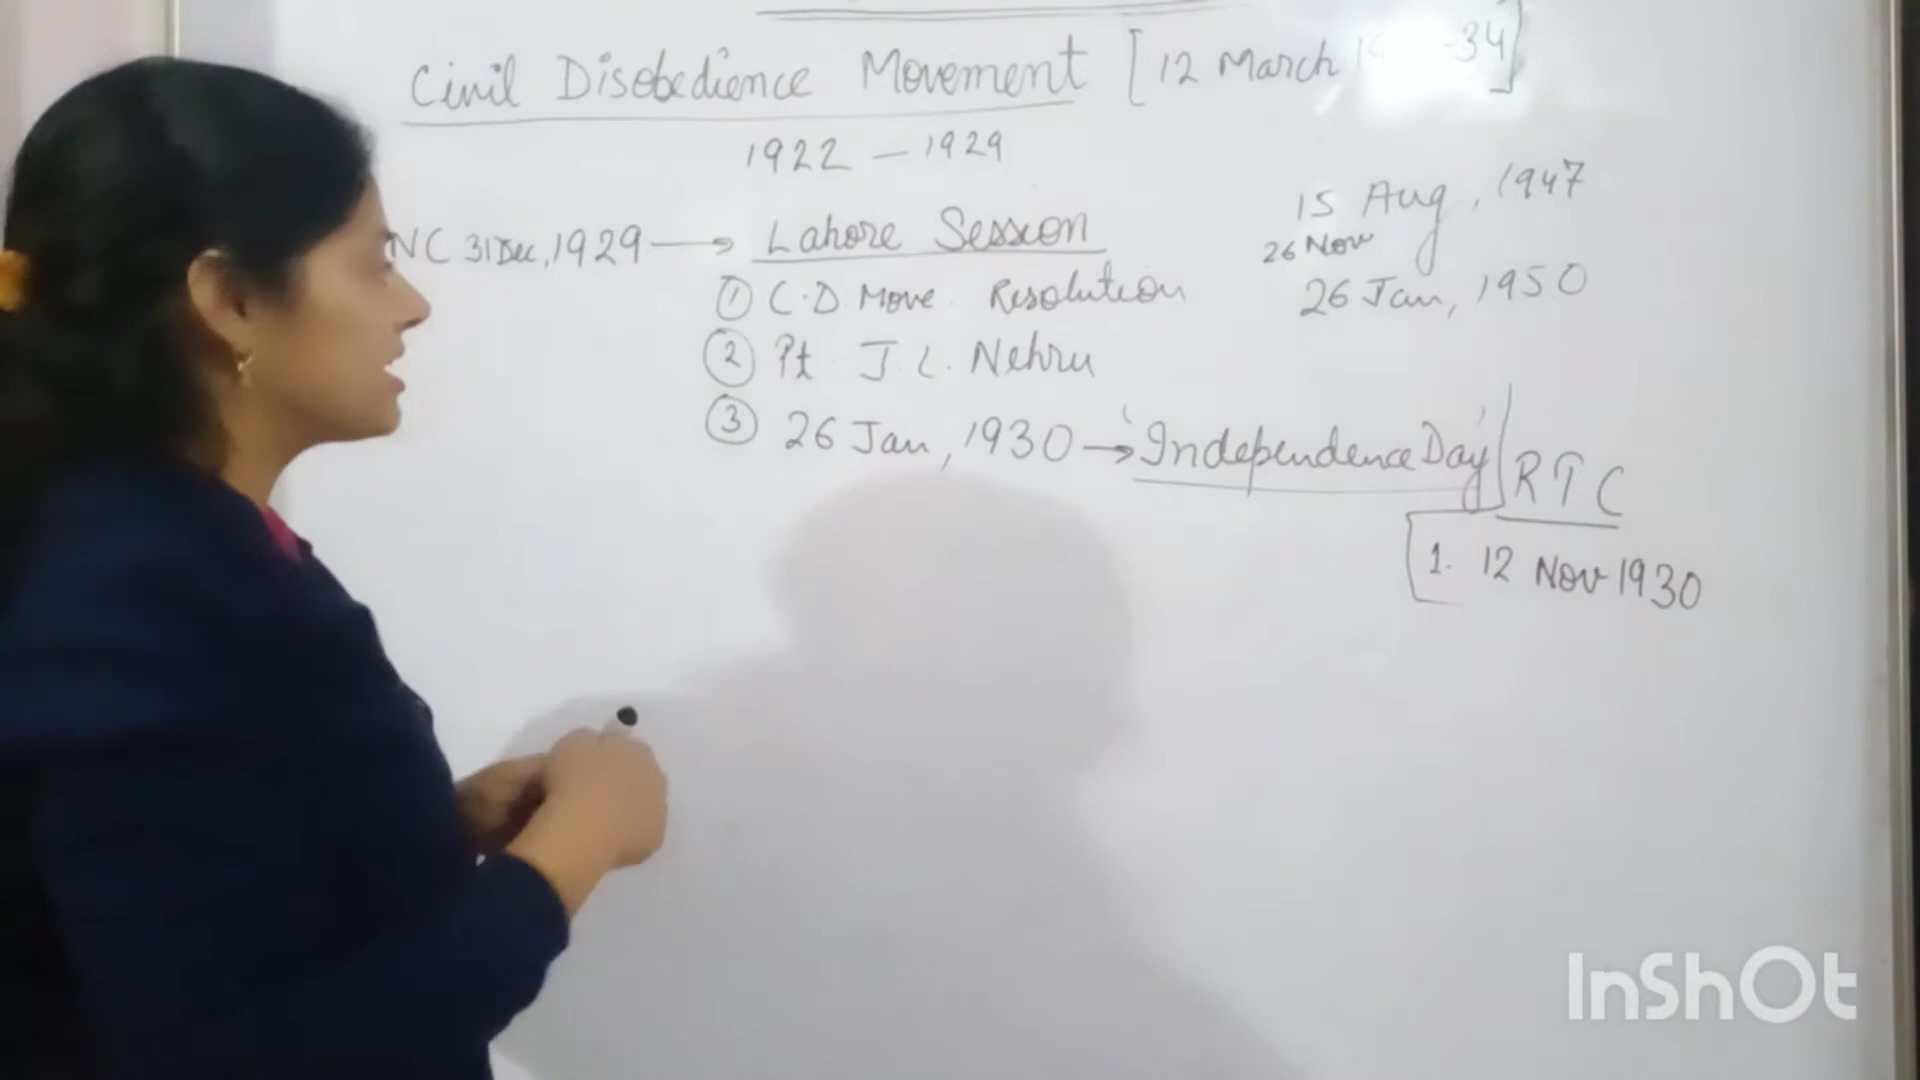 Civil Disobedience Movement [12 March, -34]
1922 - 1929
NC 31 Dec, 1929 → Lahore Session
① C.D. Move. Resolution
② Pt J L. Nehru
③ 26 Jan, 1930 → 'Independence Day'
15 Aug, 1947
26 Nov
26 Jan, 1950
RTC
1. 12 Nov 1930
InShOt